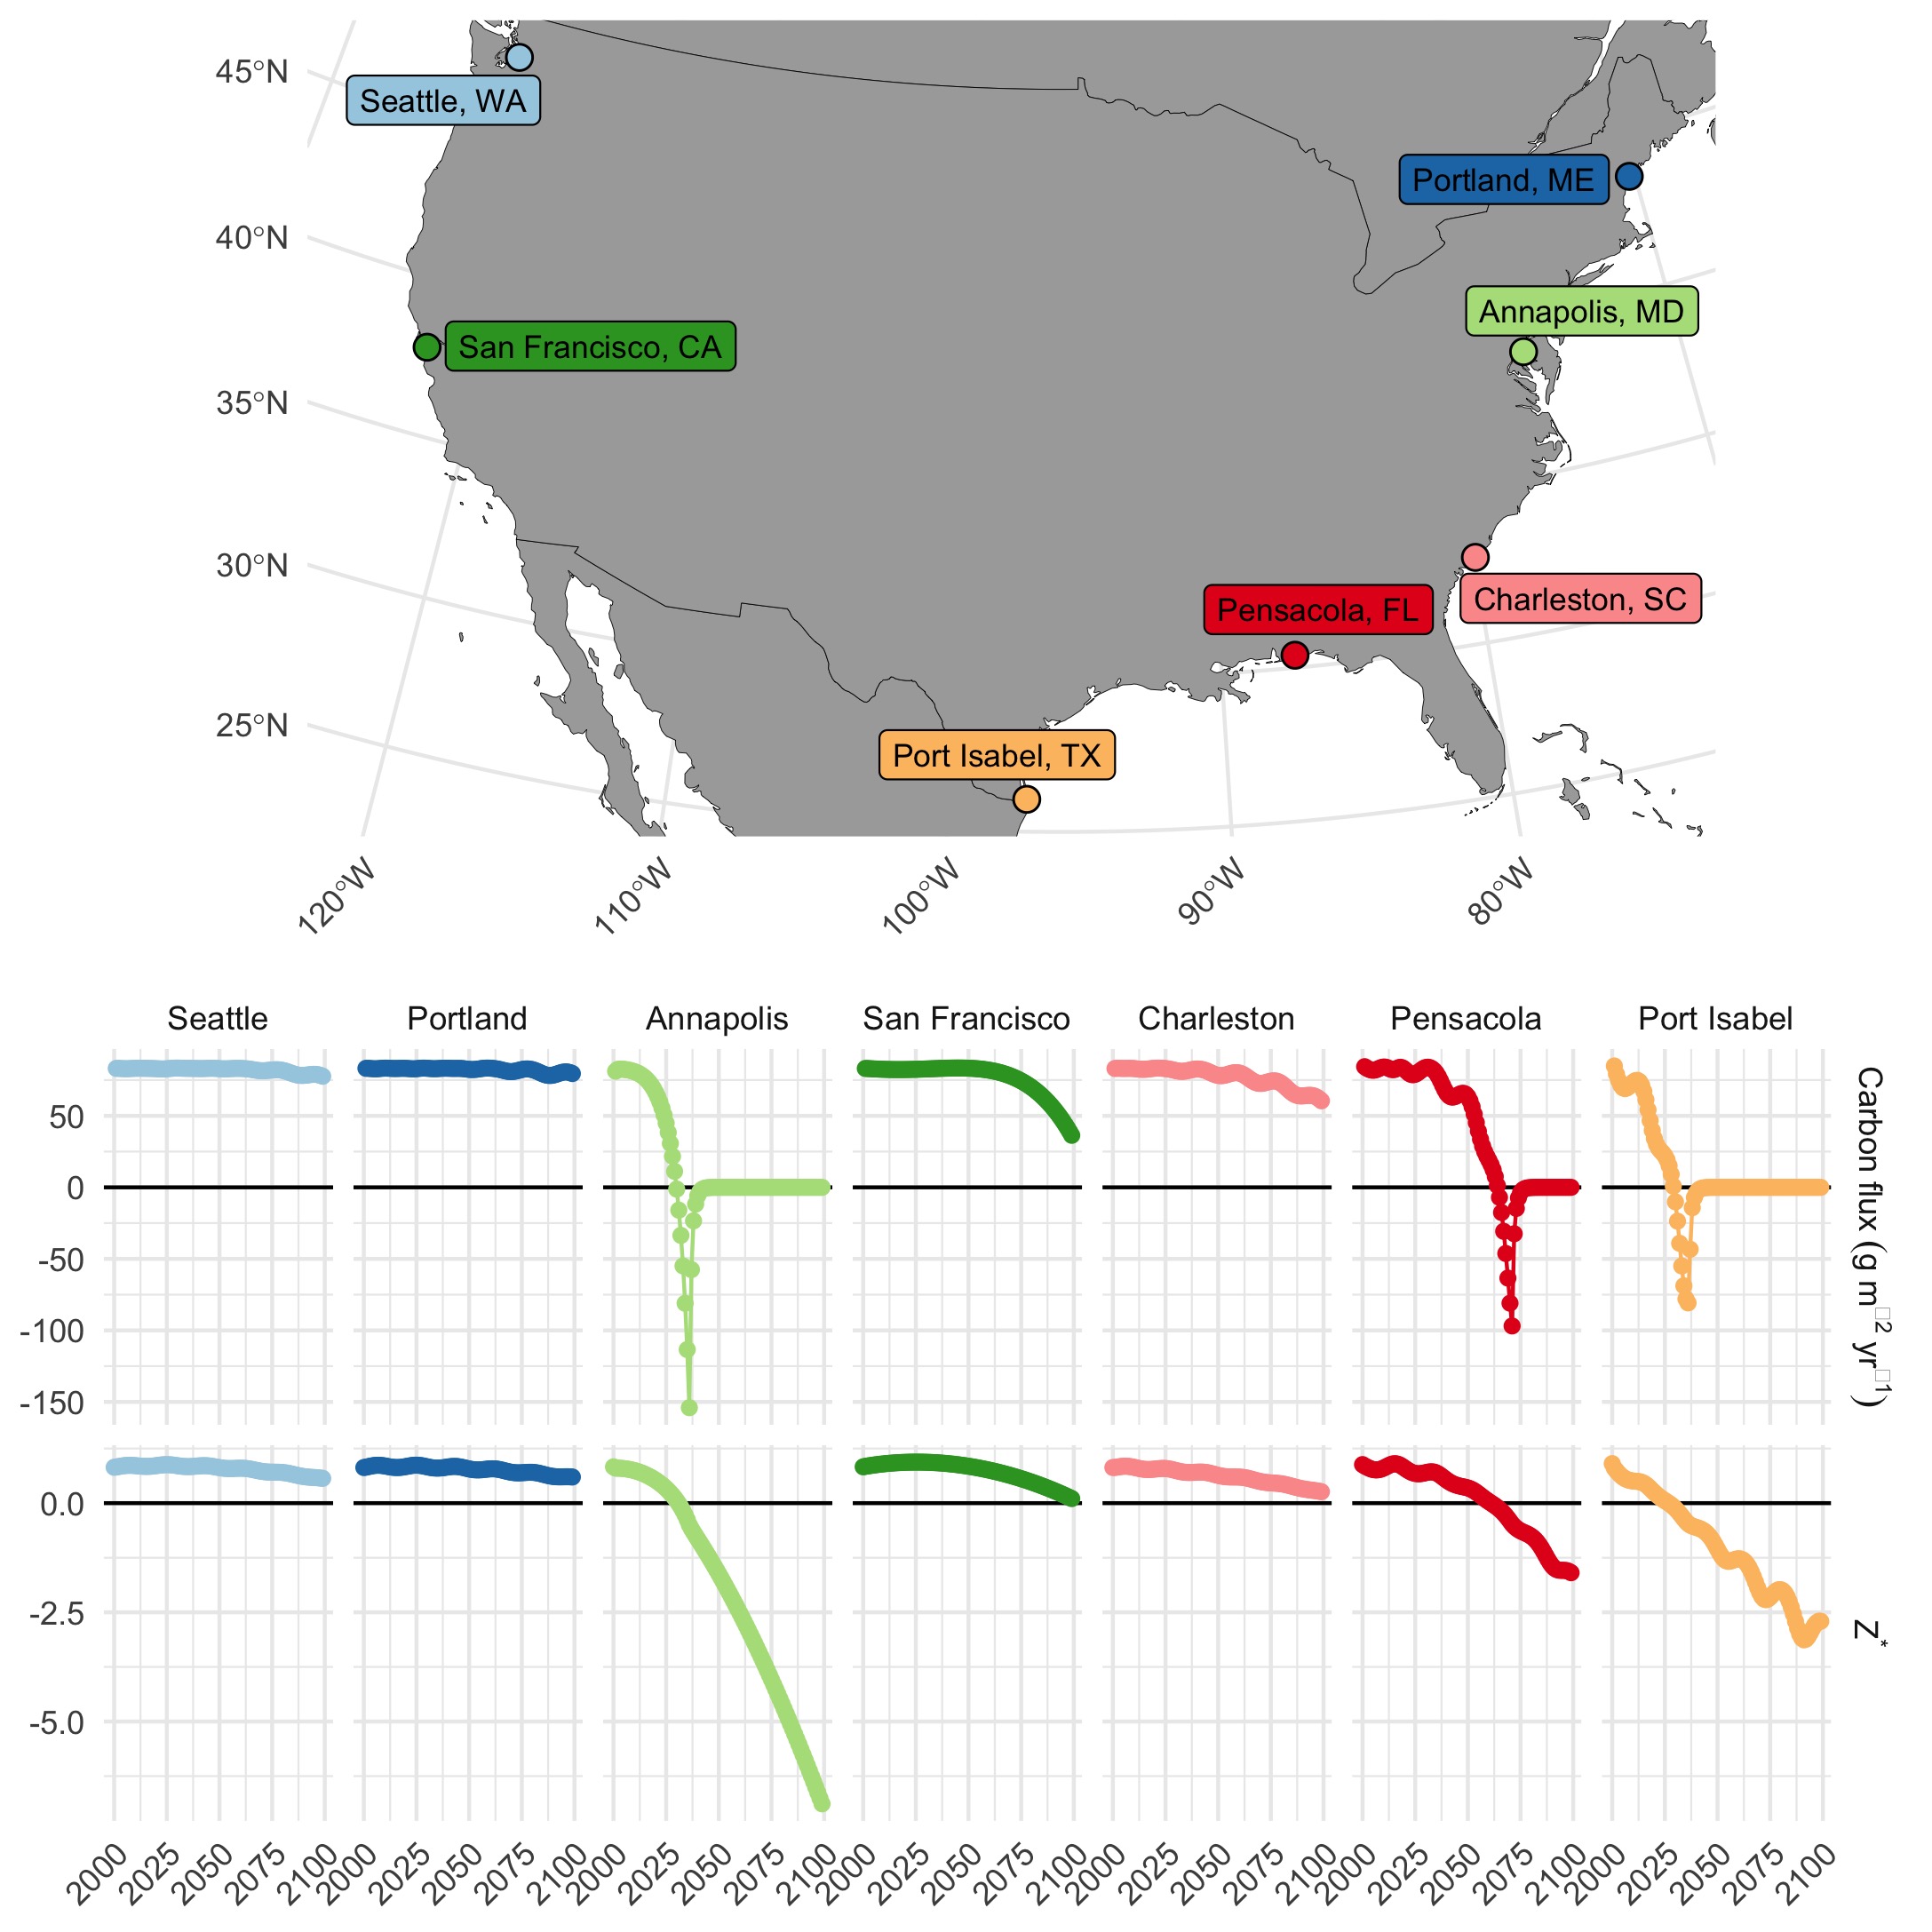 45°N
Seattle, WA
Portland, ME
40°N
Annapolis, MD
San Francisco, CA
35°N
30°N
Charleston, SC
Pensacola, FL
25°N
Port Isabel, TX
120°W 110°W 100°W 90°W 80°W
Seattle Portland Annapolis San Francisco Charleston Pensacola Port Isabel
50
0
-50
-100
-150
Carbon flux (g m□2 yr□1)
0.0
-2.5
-5.0
Z*
2000 2025 2050 2075 2100 2000 2025 2050 2075 2100 2000 2025 2050 2075 2100 2000 2025 2050 2075 2100 2000 2025 2050 2075 2100 2000 2025 2050 2075 2100 2000 2025 2050 2075 2100